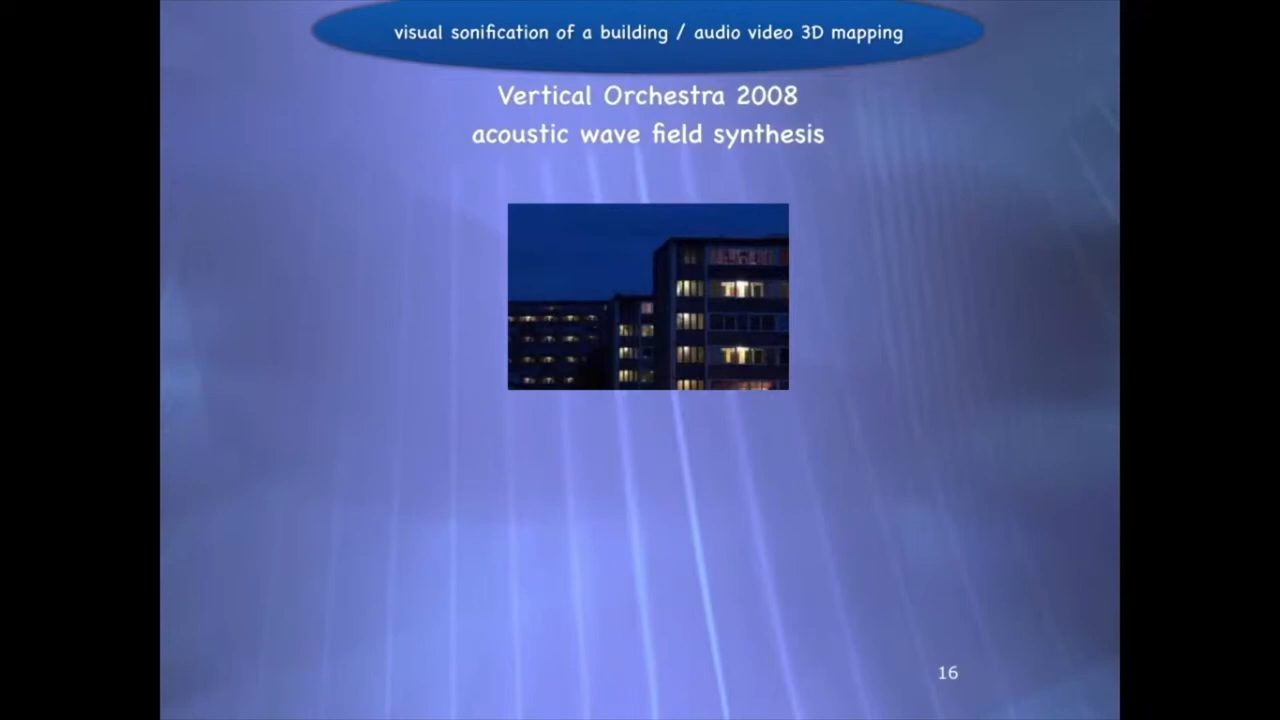 visual sonification of a building / audio video 3D mapping
Vertical Orchestra 2008
acoustic wave field synthesis
16